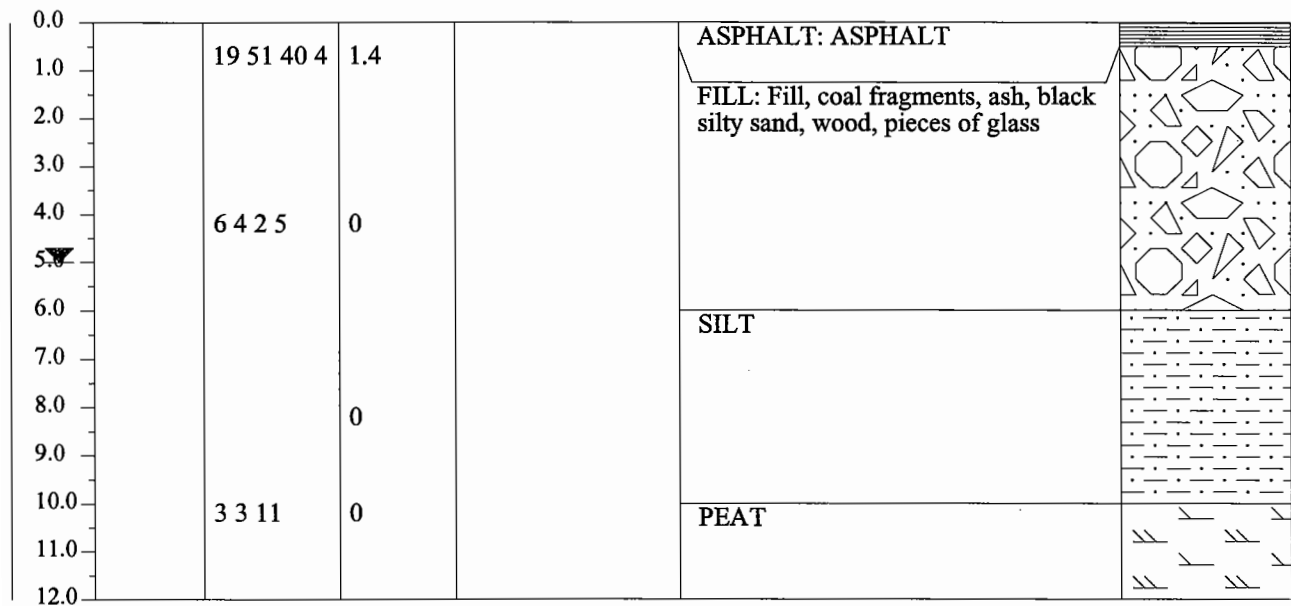 0.0
ASPHALT: ASPHALT
19 51 40 4 1.4
1.0
FILL: Fill, coal fragments, ash, black
silty sand, wood, pieces of glass
2.0
3.0
4.0
6 4 2 5 0
5.0
6.0
SILT
7.0
8.0
0
9.0
10.0
3 3 11 0
PEAT
11.0
12.0